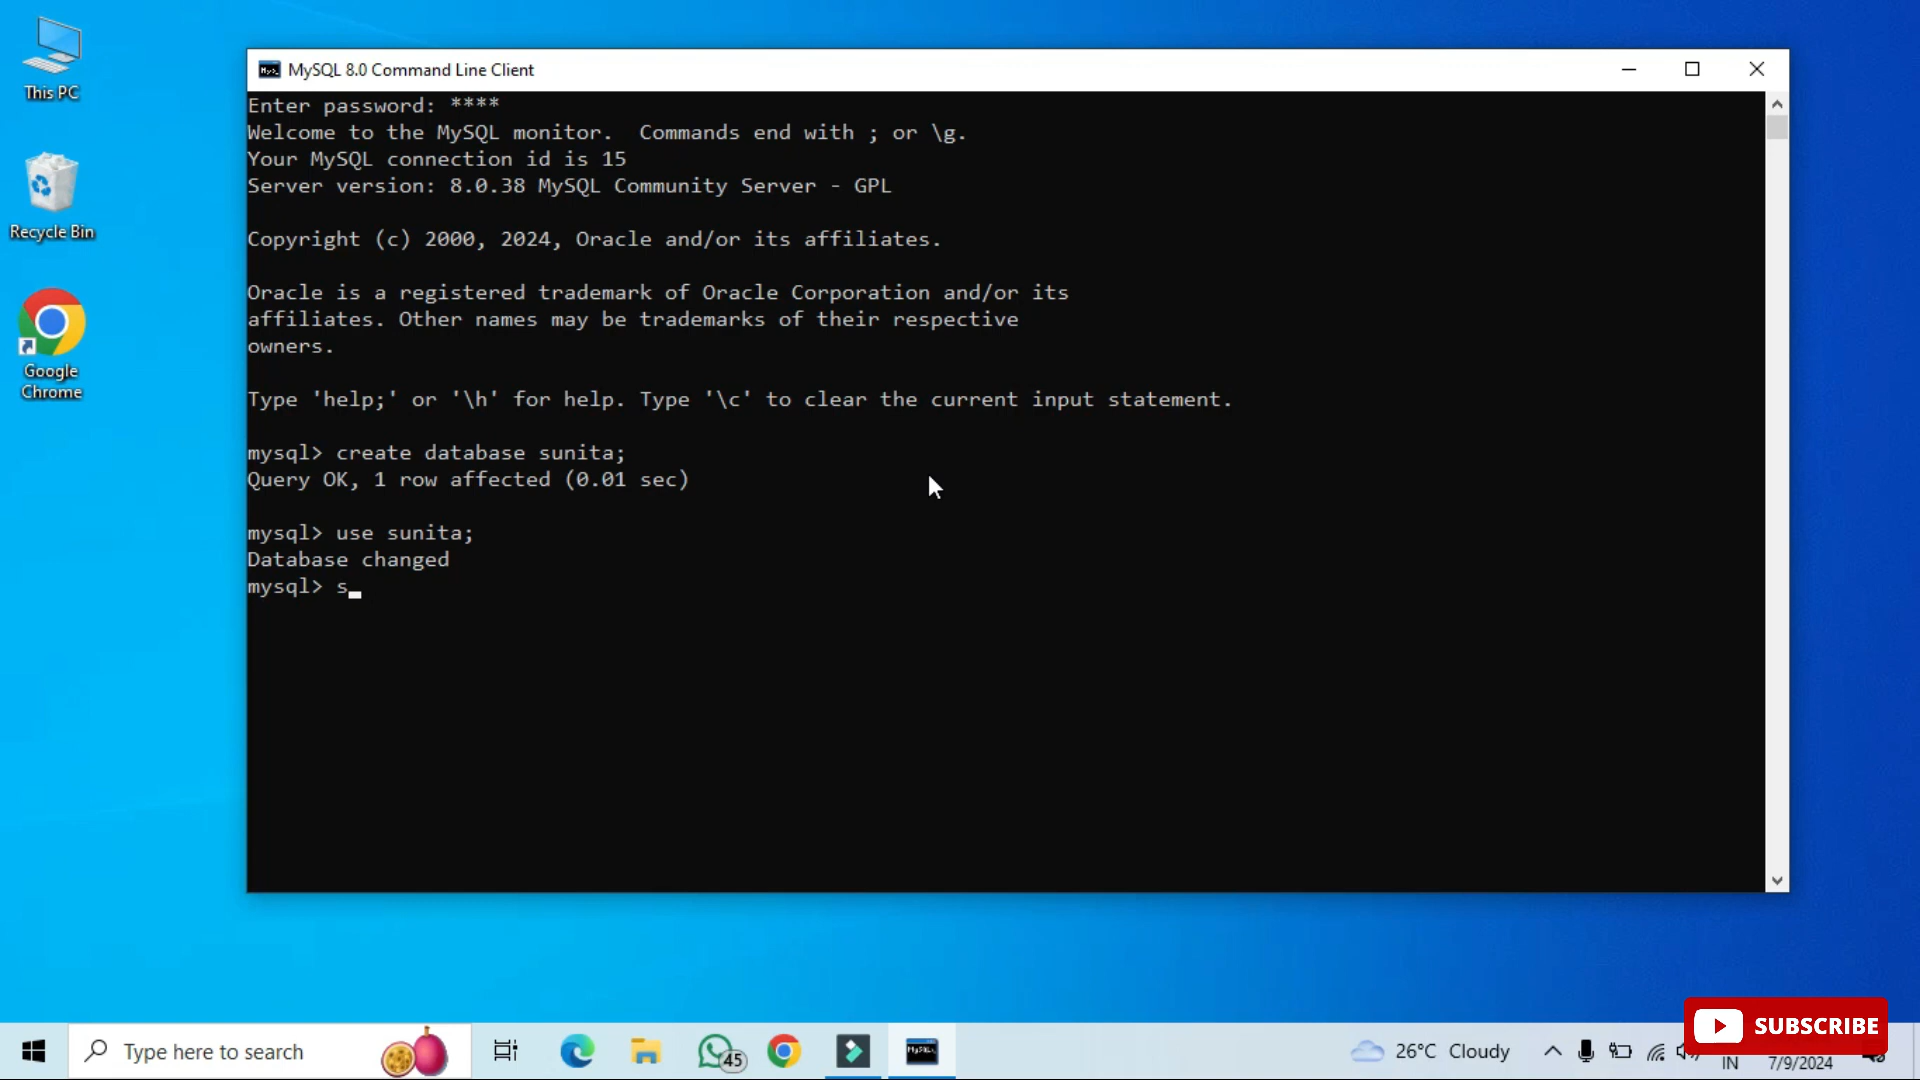 This PC
Recycle Bin
Google
Chrome
MySQL 8.0 Command Line Client
Enter password: ****
Welcome to the MySQL monitor.  Commands end with ; or \g.
Your MySQL connection id is 15
Server version: 8.0.38 MySQL Community Server - GPL
Copyright (c) 2000, 2024, Oracle and/or its affiliates.
Oracle is a registered trademark of Oracle Corporation and/or its
affiliates. Other names may be trademarks of their respective
owners.
Type 'help;' or '\h' for help. Type '\c' to clear the current input statement.
mysql> create database sunita;
Query OK, 1 row affected (0.01 sec)
mysql> use sunita;
Database changed
mysql> s_
SUBSCRIBE
Type here to search
45
MySQL
26°C Cloudy
IN
7/9/2024